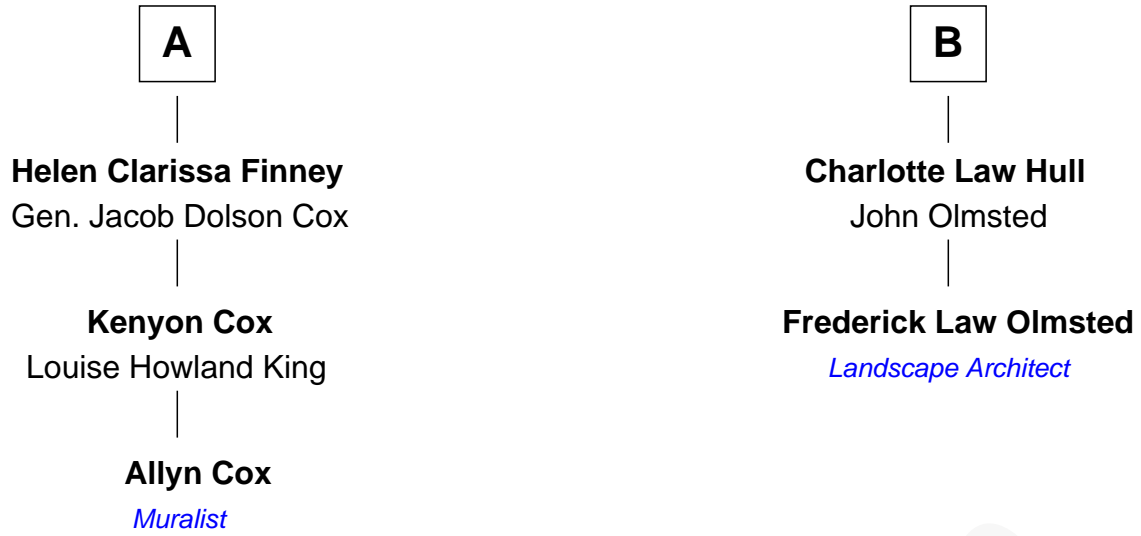 A
Helen Clarissa Finney
Gen. Jacob Dolson Cox
Kenyon Cox
Louise Howland King
Allyn Cox
Muralist
B
Charlotte Law Hull
John Olmsted
Frederick Law Olmsted
Landscape Architect